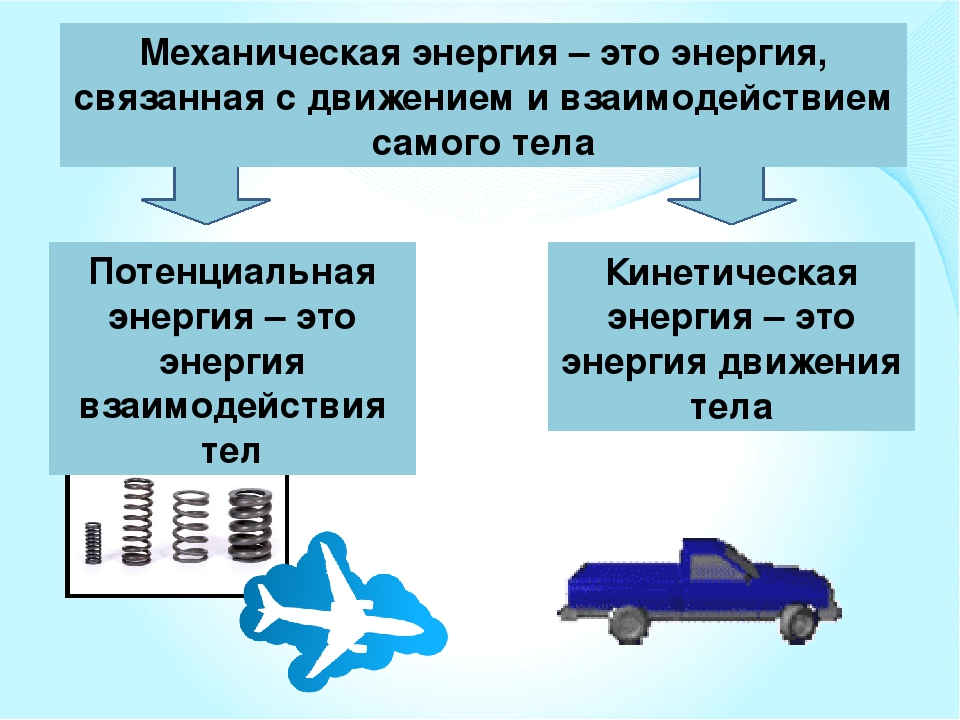 Механическая энергия – это энергия,
связанная с движением и взаимодействием
самого тела
Потенциальная
энергия – это
энергия
взаимодействия
тел
Кинетическая
энергия – это
энергия движения
тела